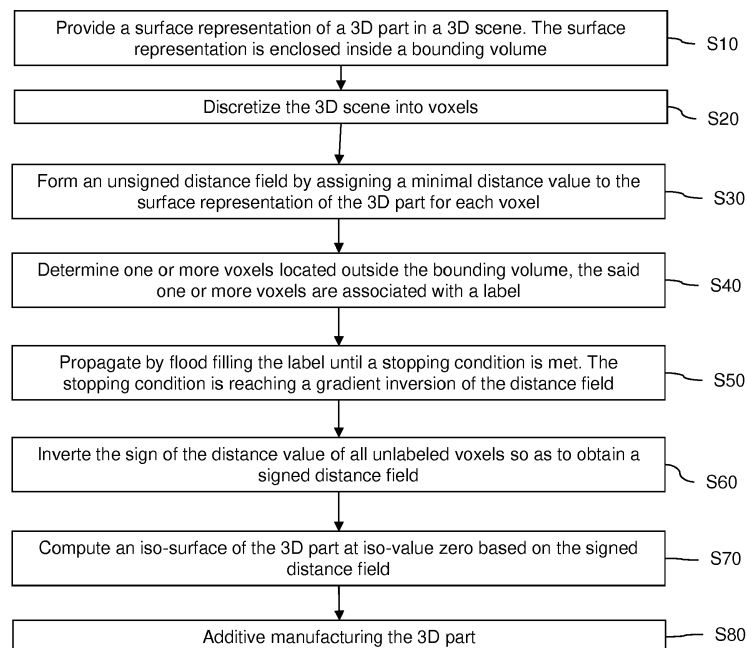 Provide a surface representation of a 3D part in a 3D scene. The surface
representation is enclosed inside a bounding volume
S10
Discretize the 3D scene into voxels
S20
Form an unsigned distance field by assigning a minimal distance value to the
surface representation of the 3D part for each voxel
S30
Determine one or more voxels located outside the bounding volume, the said
one or more voxels are associated with a label
S40
Propagate by flood filling the label until a stopping condition is met. The
stopping condition is reaching a gradient inversion of the distance field
S50
Inverte the sign of the distance value of all unlabeled voxels so as to obtain a
signed distance field
S60
Compute an iso-surface of the 3D part at iso-value zero based on the signed
distance field
S70
Additive manufacturing the 3D part
S80